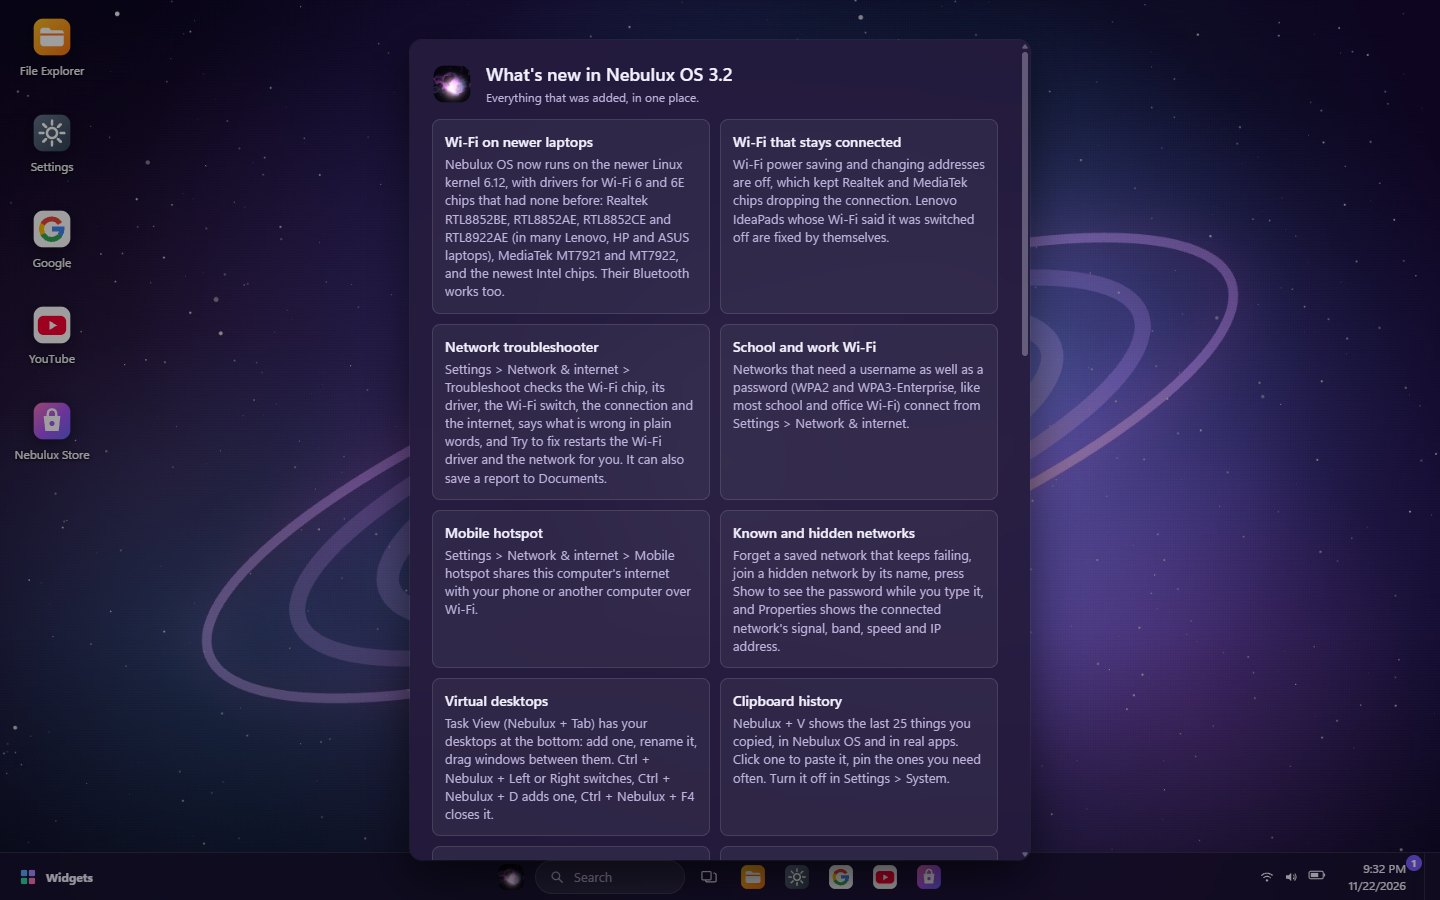 File Explorer
Settings
Google
YouTube
Nebulux Store
What's new in Nebulux OS 3.2
Everything that was added, in one place.
Wi-Fi on newer laptops
Nebulux OS now runs on the newer Linux
kernel 6.12, with drivers for Wi-Fi 6 and 6E
chips that had none before: Realtek
RTL8852BE, RTL8852AE, RTL8852CE and
RTL8922AE (in many Lenovo, HP and ASUS
laptops), MediaTek MT7921 and MT7922,
and the newest Intel chips. Their Bluetooth
works too.
Wi-Fi that stays connected
Wi-Fi power saving and changing addresses
are off, which kept Realtek and MediaTek
chips dropping the connection. Lenovo
IdeaPads whose Wi-Fi said it was switched
off are fixed by themselves.
Network troubleshooter
Settings > Network & internet >
Troubleshoot checks the Wi-Fi chip, its
driver, the Wi-Fi switch, the connection and
the internet, says what is wrong in plain
words, and Try to fix restarts the Wi-Fi
driver and the network for you. It can also
save a report to Documents.
School and work Wi-Fi
Networks that need a username as well as a
password (WPA2 and WPA3-Enterprise, like
most school and office Wi-Fi) connect from
Settings > Network & internet.
Mobile hotspot
Settings > Network & internet > Mobile
hotspot shares this computer's internet
with your phone or another computer over
Wi-Fi.
Known and hidden networks
Forget a saved network that keeps failing,
join a hidden network by its name, press
Show to see the password while you type it,
and Properties shows the connected
network's signal, band, speed and IP
address.
Virtual desktops
Task View (Nebulux + Tab) has your
desktops at the bottom: add one, rename it,
drag windows between them. Ctrl +
Nebulux + Left or Right switches, Ctrl +
Nebulux + D adds one, Ctrl + Nebulux + F4
closes it.
Clipboard history
Nebulux + V shows the last 25 things you
copied, in Nebulux OS and in real apps.
Click one to paste it, pin the ones you need
often. Turn it off in Settings > System.
Widgets
Search
9:32 PM
1
11/22/2026